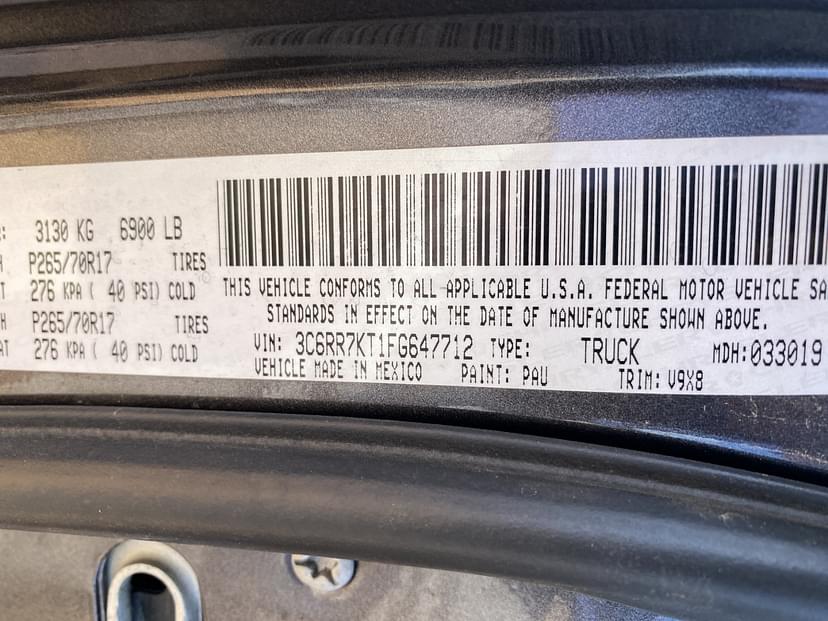 : 3130 KG 6900 LB
H P265/70R17 TIRES
T 276 KPA ( 40 PSI) COLD
H P265/70R17 TIRES
AT 276 KPA ( 40 PSI) COLD
THIS VEHICLE CONFORMS TO ALL APPLICABLE U.S.A. FEDERAL MOTOR VEHICLE SA
STANDARDS IN EFFECT ON THE DATE OF MANUFACTURE SHOWN ABOVE.
VIN: 3C6RR7KT1FG647712 TYPE: TRUCK MDH:033019
VEHICLE MADE IN MEXICO PAINT: PAU TRIM: V9X8